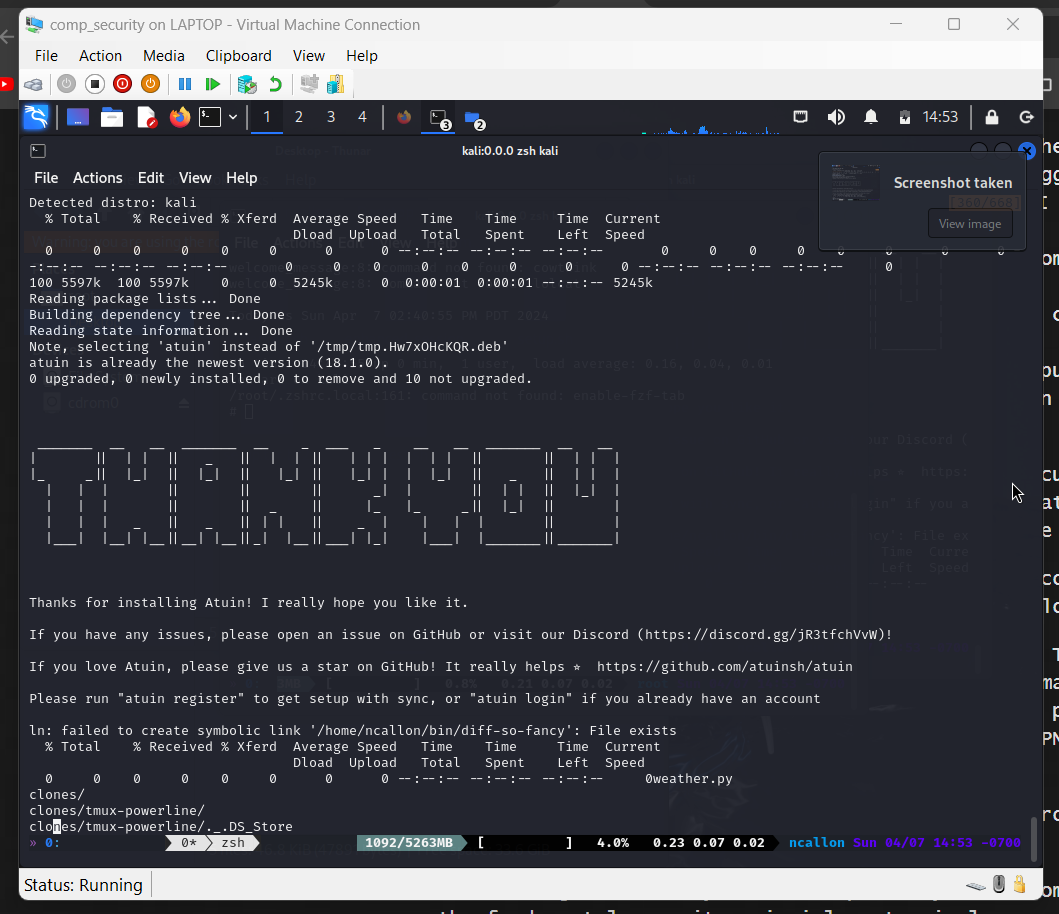 comp_security on LAPTOP - Virtual Machine Connection
File Action Media Clipboard View Help
1 2 3 4 3 2 14:53
kali:0.0.0 zsh kali
File Actions Edit View Help
Screenshot taken
[360/668]
View image
Detected distro: kali
% Total % Received % Xferd Average Speed Time Time Time Current
Dload Upload Total Spent Left Speed
0 0 0 0 0 0 0 0 --:--:-- --:--:-- --:--:-- 0 0 0 0 0 0 0
--:--:-- --:--:-- --:--:-- 0 0 0 0 0 0 0 0 --:--:-- --:--:-- --:--:-- 0
100 5597k 100 5597k 0 0 5245k 0 0:00:01 0:00:01 --:--:-- 5245k
Reading package lists... Done
Building dependency tree... Done
Reading state information... Done
Note, selecting 'atuin' instead of '/tmp/tmp.Hw7xOHcKQR.deb'
atuin is already the newest version (18.1.0).
0 upgraded, 0 newly installed, 0 to remove and 10 not upgraded.
THANK YOU
Thanks for installing Atuin! I really hope you like it.
If you have any issues, please open an issue on GitHub or visit our Discord (https://discord.gg/jR3tfchVvW)!
If you love Atuin, please give us a star on GitHub! It really helps ⭐ https://github.com/atuinsh/atuin
Please run "atuin register" to get setup with sync, or "atuin login" if you already have an account
ln: failed to create symbolic link '/home/ncallon/bin/diff-so-fancy': File exists
% Total % Received % Xferd Average Speed Time Time Time Current
Dload Upload Total Spent Left Speed
0 0 0 0 0 0 0 0 --:--:-- --:--:-- --:--:-- 0weather.py
clones/
clones/tmux-powerline/
clones/tmux-powerline/._.DS_Store
» 0: 0* zsh 1092/5263MB [ ] 4.0% 0.23 0.07 0.02 ncallon Sun 04/07 14:53 -0700
Status: Running